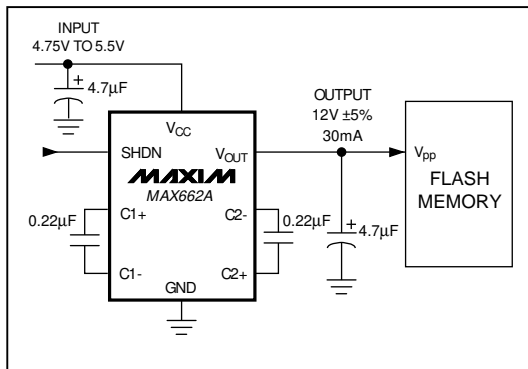 INPUT
4.75V TO 5.5V
4.7µF
VCC
SHDN
VOUT
MAXIM
MAX662A
C1+
C1-
0.22µF
C2-
C2+
0.22µF
GND
OUTPUT
12V ±5%
30mA
4.7µF
Vpp
FLASH
MEMORY